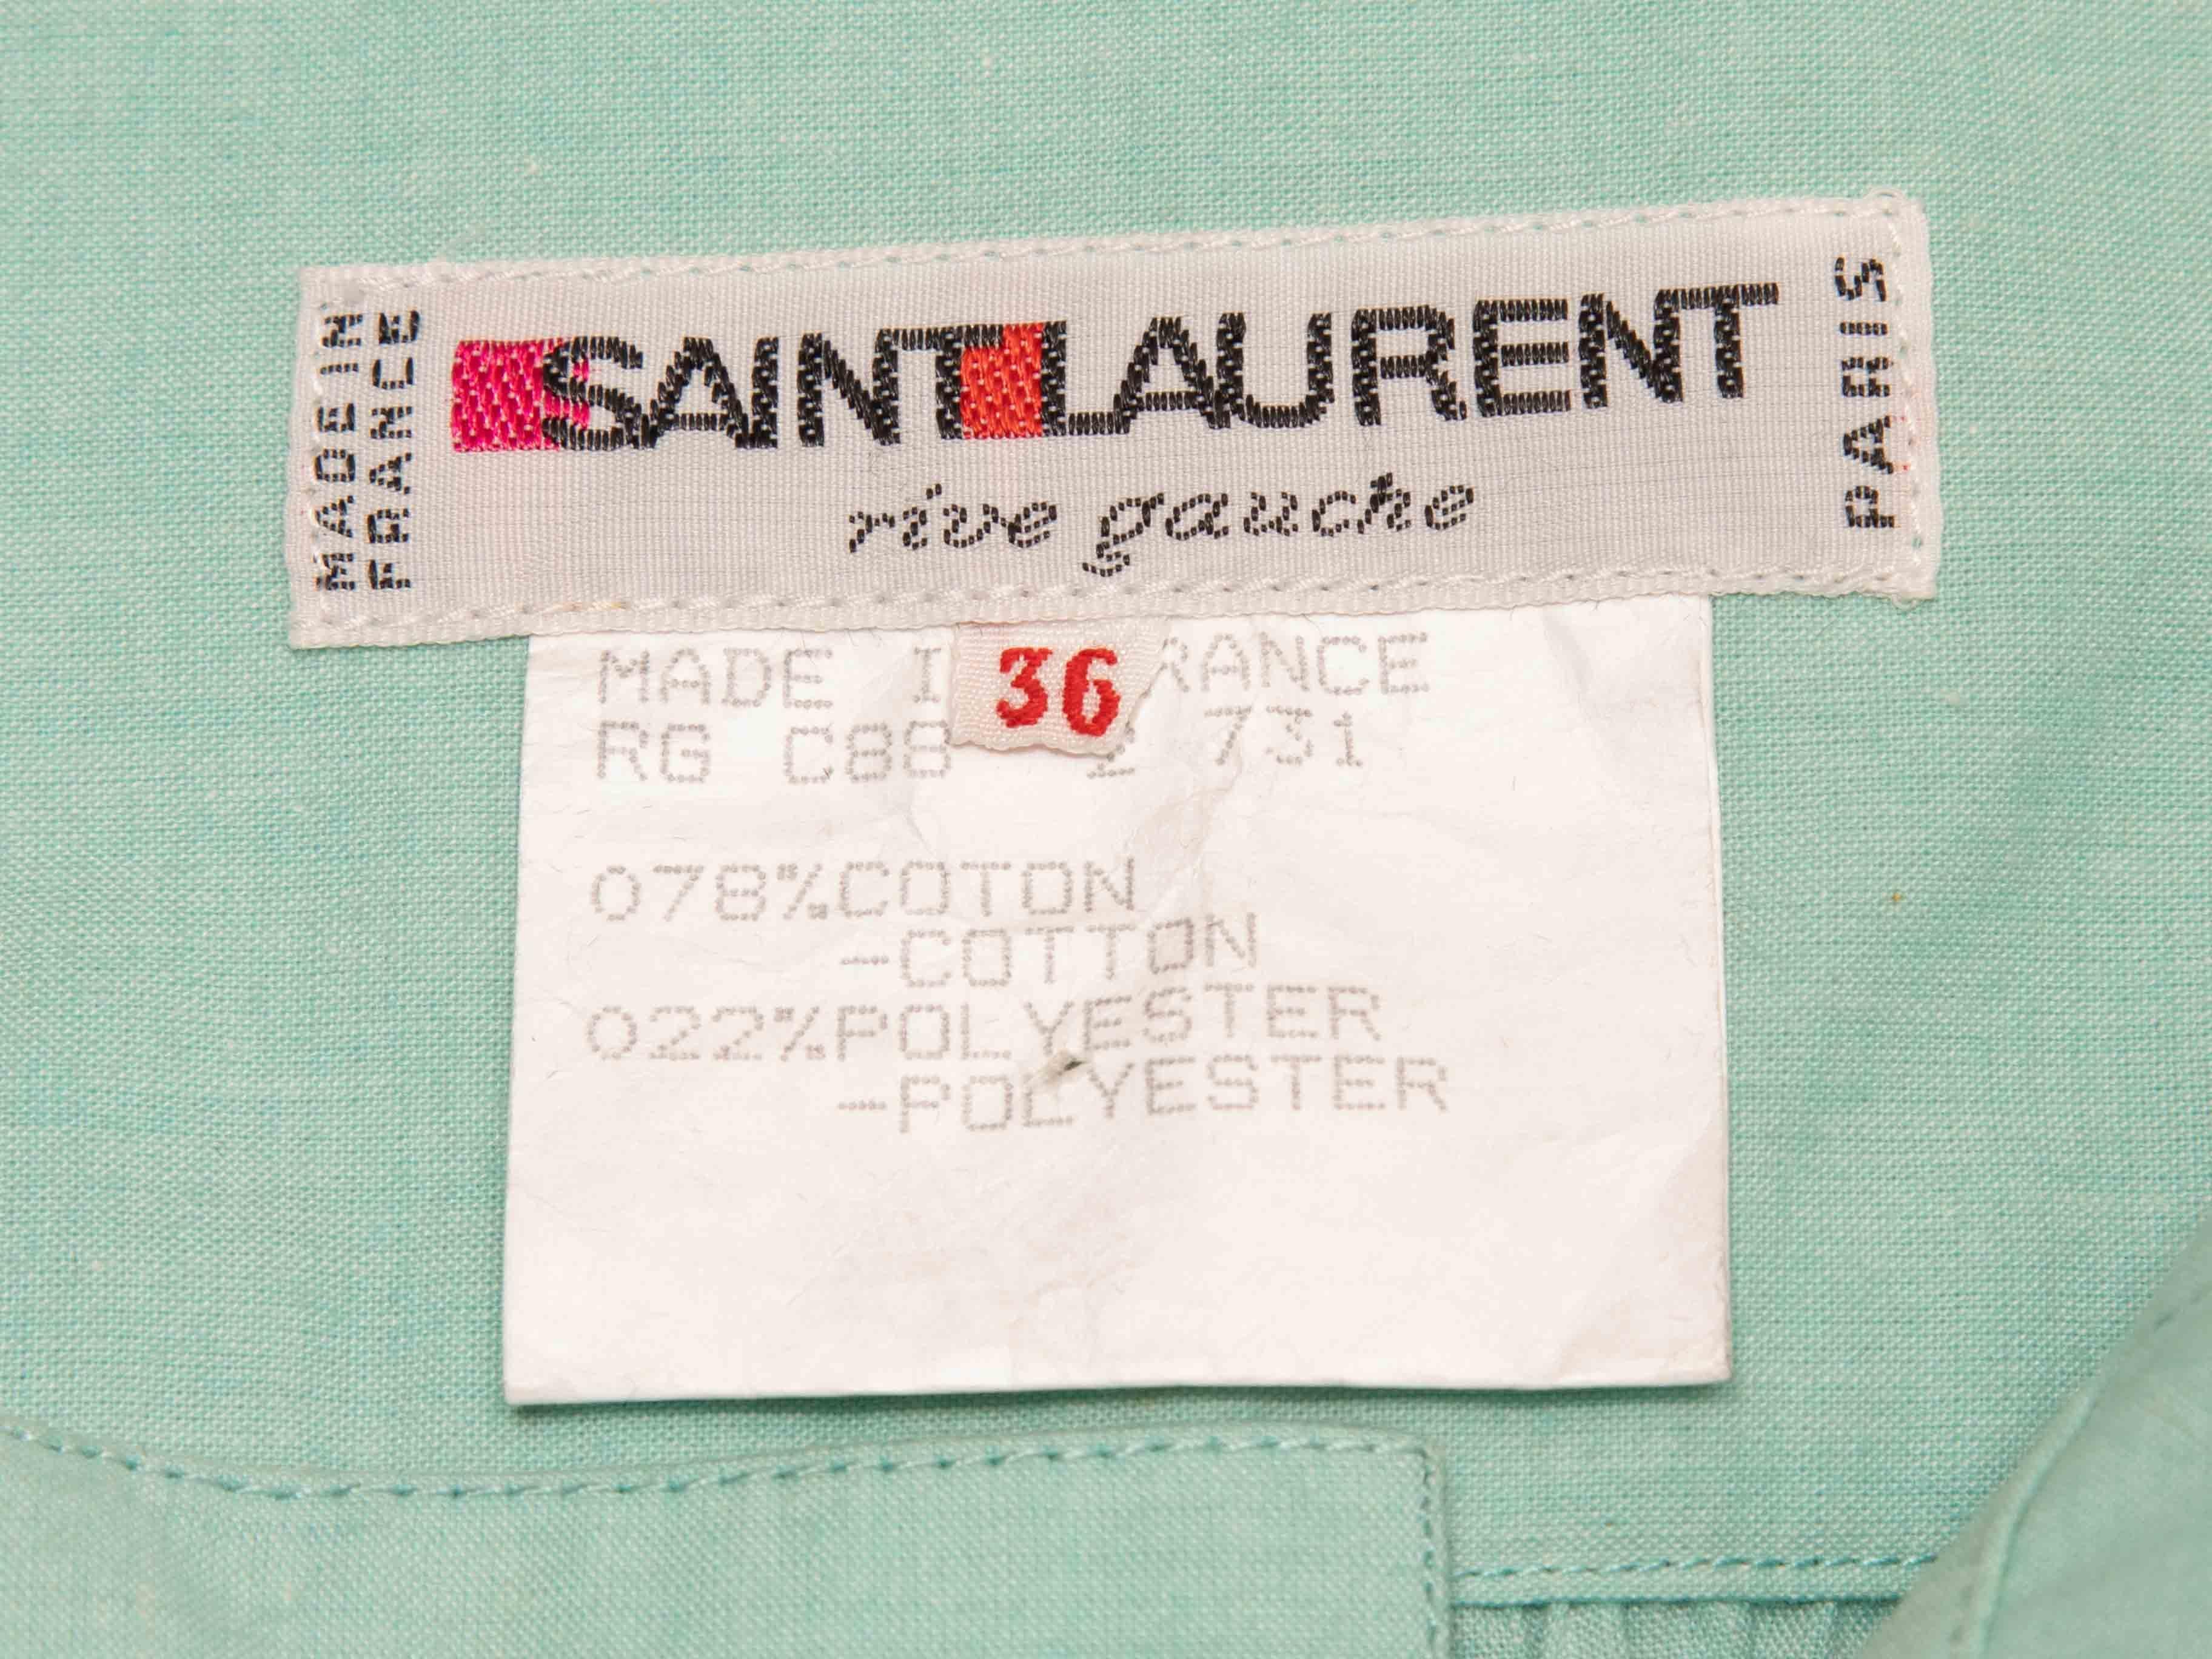 MADE IN
FRANCE
SAINT LAURENT
rive gauche
PARIS
36
MADE
RG C88 731
078%COTON
-COTTON
022%POLYESTER
-POLYESTER